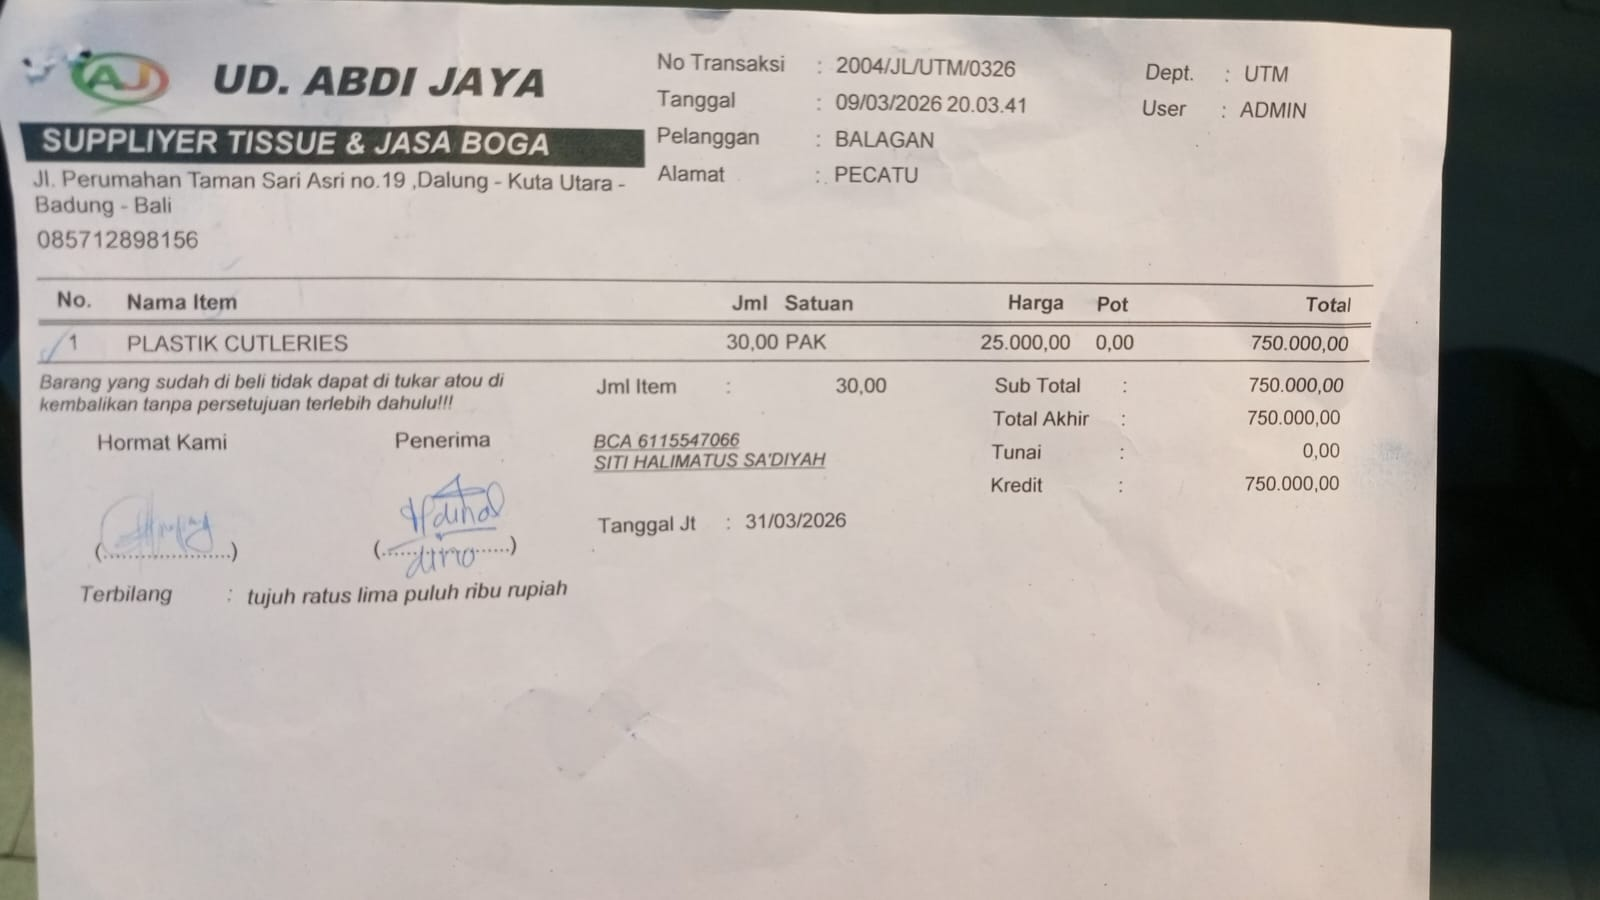 AJ UD. ABDI JAYA
SUPPLIYER TISSUE & JASA BOGA
Jl. Perumahan Taman Sari Asri no.19 ,Dalung - Kuta Utara -
Badung - Bali
085712898156
No Transaksi : 2004/JL/UTM/0326
Tanggal : 09/03/2026 20.03.41
Pelanggan : BALAGAN
Alamat : PECATU
Dept. : UTM
User : ADMIN
No. Nama Item Jml Satuan Harga Pot Total
1 PLASTIK CUTLERIES 30,00 PAK 25.000,00 0,00 750.000,00
Barang yang sudah di beli tidak dapat di tukar atou di
kembalikan tanpa persetujuan terlebih dahulu!!!
Hormat Kami Penerima
(......................)
(......................)
dino
Jml Item : 30,00
BCA 6115547066
SITI HALIMATUS SA'DIYAH
Tanggal Jt : 31/03/2026
Sub Total : 750.000,00
Total Akhir : 750.000,00
Tunai : 0,00
Kredit : 750.000,00
Terbilang : tujuh ratus lima puluh ribu rupiah